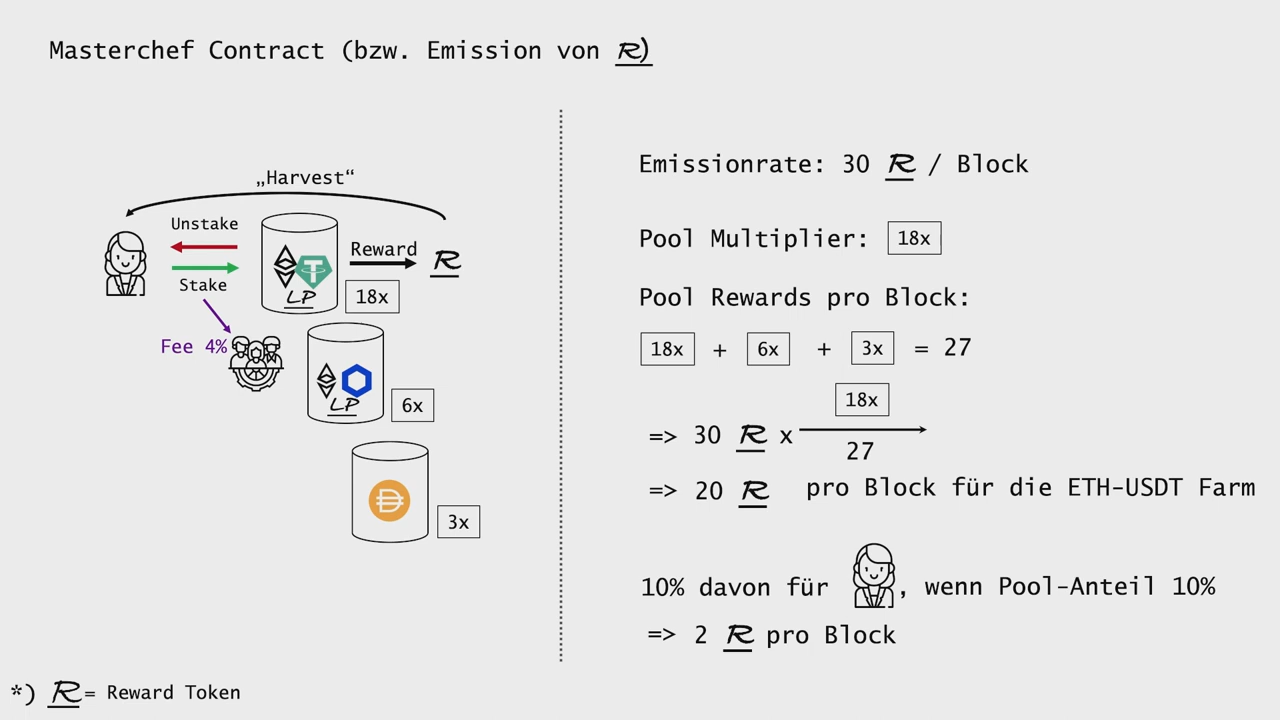 Masterchef Contract (bzw. Emission von R)
„Harvest“
Unstake
Reward
R
Stake
LP
18x
Fee 4%
LP
6x
3x
Emissionrate: 30 R / Block
Pool Multiplier: 18x
Pool Rewards pro Block:
18x + 6x + 3x = 27
18x
=> 30 R x
27
=> 20 R pro Block für die ETH-USDT Farm
10% davon für , wenn Pool-Anteil 10%
=> 2 R pro Block
*) R = Reward Token